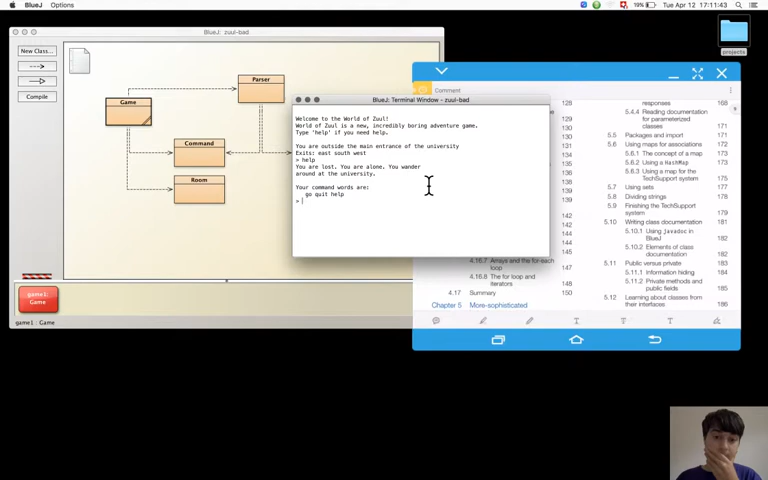 BlueJ Options
19% Tue Apr 12 17:11:43
BlueJ: zuul-bad
New Class...
Compile
Game
Parser
Command
Room
game1:
Game
game1 : Game
projects
BlueJ: Terminal Window - zuul-bad
Welcome to the World of Zuul!
World of Zuul is a new, incredibly boring adventure game.
Type 'help' if you need help.
You are outside the main entrance of the university
Exits: east south west
> help
You are lost. You are alone. You wander
around at the university.
Your command words are:
go quit help
>
Comment
128
129
130
130
131
134
135
136
142
142
144
145
4.16.7 Arrays and the for-each
loop 147
4.16.8 The for loop and
iterators 148
4.17 Summary 150
Chapter 5 More-sophisticated
responses 168
5.4.4 Reading documentation
for parameterized
classes 171
5.5 Packages and import 171
5.6 Using maps for associations 172
5.6.1 The concept of a map 173
5.6.2 Using a HashMap 173
5.6.3 Using a map for the
TechSupport system 175
5.7 Using sets 177
5.8 Dividing strings 178
5.9 Finishing the TechSupport
system 179
5.10 Writing class documentation 181
5.10.1 Using javadoc in
BlueJ 182
5.10.2 Elements of class
documentation 182
5.11 Public versus private 183
5.11.1 Information hiding 184
5.11.2 Private methods and
public fields 185
5.12 Learning about classes from
their interfaces 186